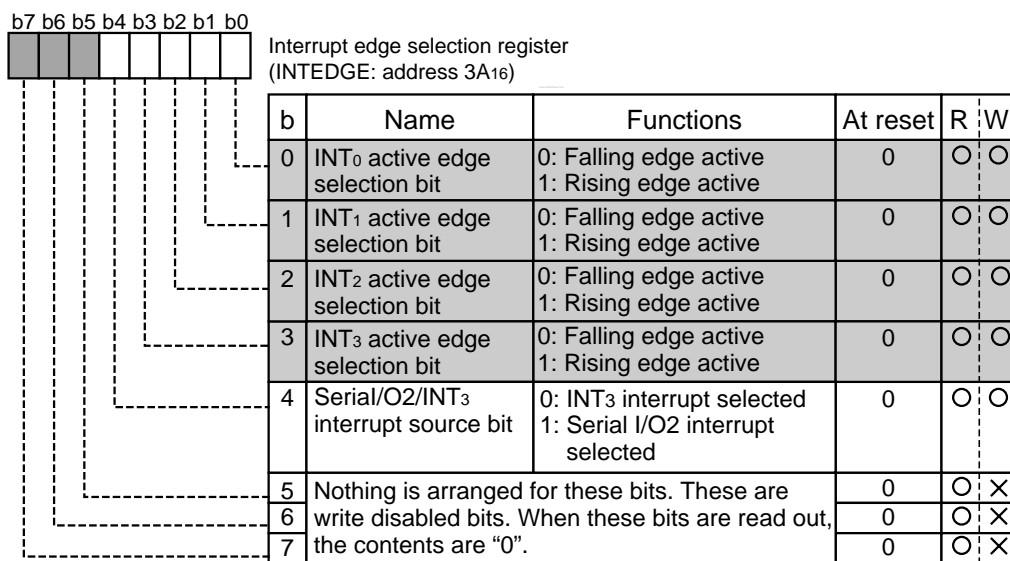 b7 b6 b5 b4 b3 b2 b1 b0
Interrupt edge selection register
(INTEDGE: address 3A16)
b Name Functions At reset R W
0 INT0 active edge selection bit 0: Falling edge active 0 O O
1: Rising edge active
1 INT1 active edge selection bit 0: Falling edge active 0 O O
1: Rising edge active
2 INT2 active edge selection bit 0: Falling edge active 0 O O
1: Rising edge active
3 INT3 active edge selection bit 0: Falling edge active 0 O O
1: Rising edge active
4 Serial/O2/INT3 interrupt source bit 0: INT3 interrupt selected 0 O O
1: Serial I/O2 interrupt
selected
5 Nothing is arranged for these bits. These are 0 O ×
6 write disabled bits. When these bits are read out, 0 O ×
7 the contents are “0”. 0 O ×